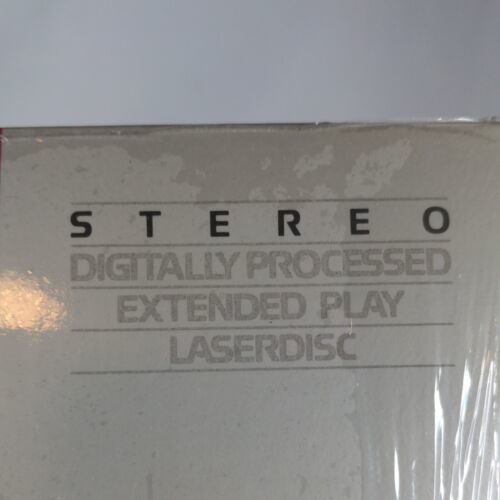 STEREO
DIGITALLY PROCESSED
EXTENDED PLAY
LASERDISC